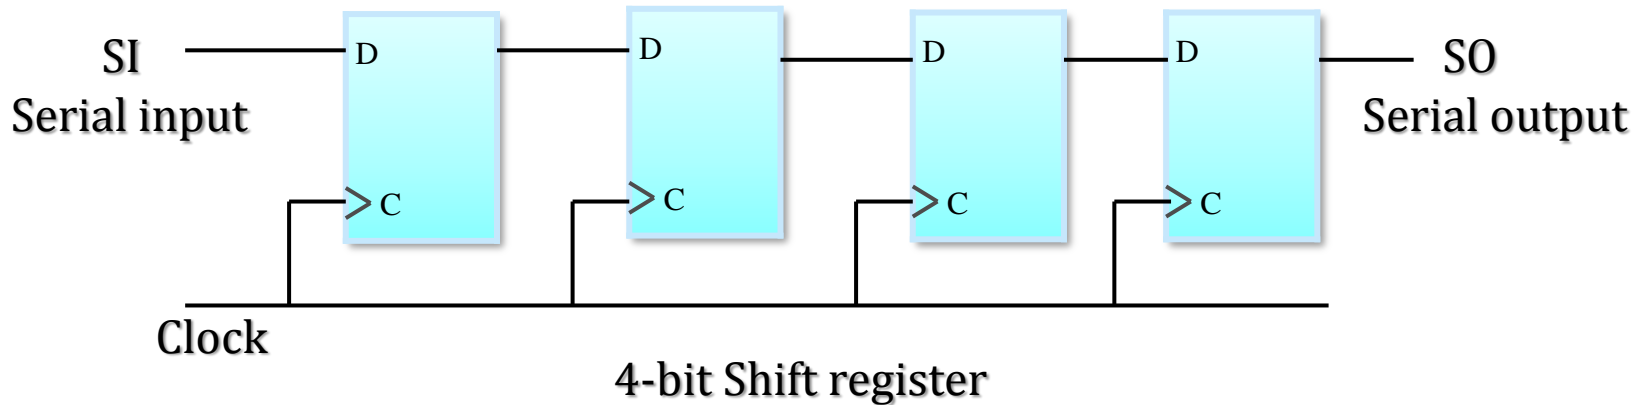 SI
Serial input
D
D
D
D
SO
Serial output
C
C
C
C
Clock
4-bit Shift register